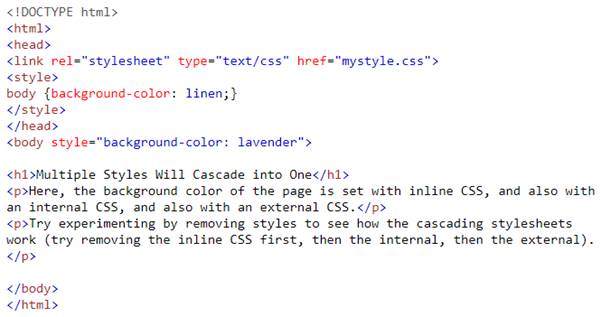 <!DOCTYPE html>
<html>
<head>
<link rel="stylesheet" type="text/css" href="mystyle.css">
<style>
body {background-color: linen;}
</style>
</head>
<body style="background-color: lavender">

<h1>Multiple Styles Will Cascade into One</h1>
<p>Here, the background color of the page is set with inline CSS, and also with
an internal CSS, and also with an external CSS.</p>
<p>Try experimenting by removing styles to see how the cascading stylesheets
work (try removing the inline CSS first, then the internal, then the external).
</p>

</body>
</html>